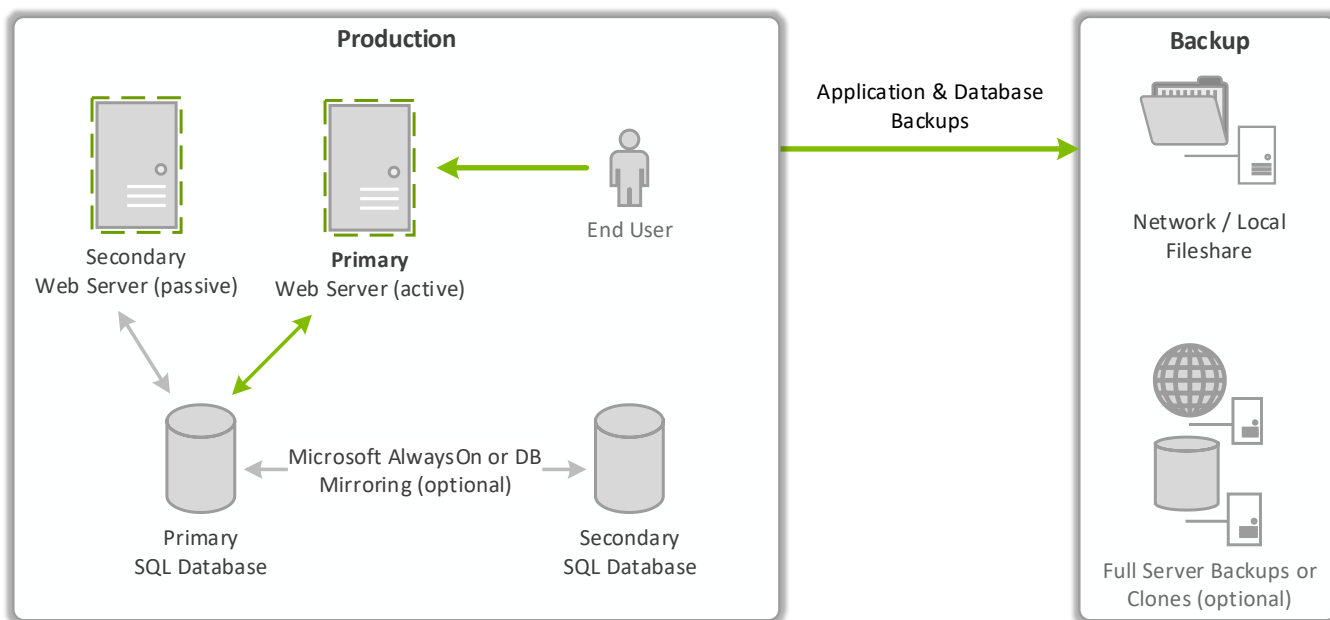 Production
Secondary
Web Server (passive)
Primary
Web Server (active)
End User
Microsoft AlwaysOn or DB
Mirroring (optional)
Primary
SQL Database
Secondary
SQL Database
Application & Database
Backups
Backup
Network / Local
Fileshare
Full Server Backups or
Clones (optional)